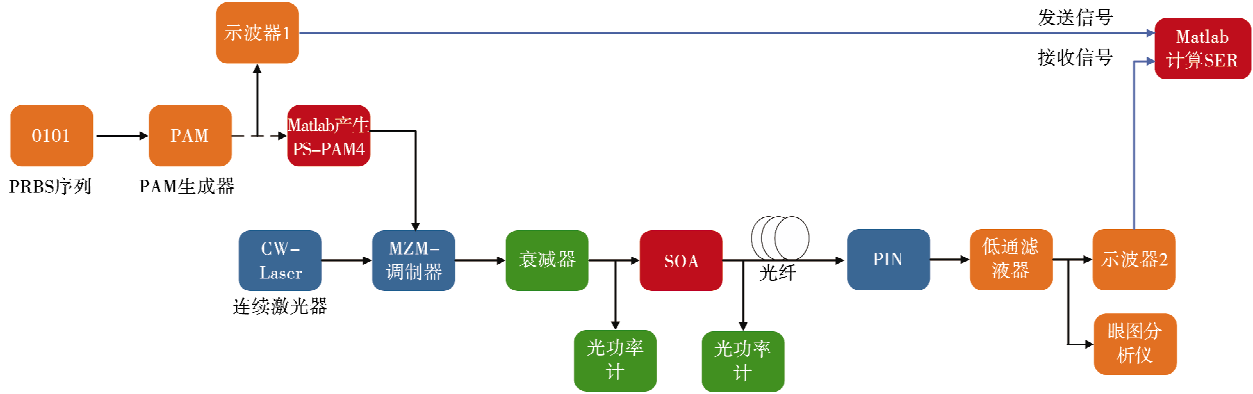 示波器1
发送信号
接收信号
Matlab
计算SER
0101
PRBS序列
PAM
PAM生成器
Matlab产生
PS-PAM4
CW-
Laser
连续激光器
MZM-
调制器
衰减器
SOA
光纤
PIN
低通滤
液器
示波器2
光功率
计
光功率
计
眼图分
析仪